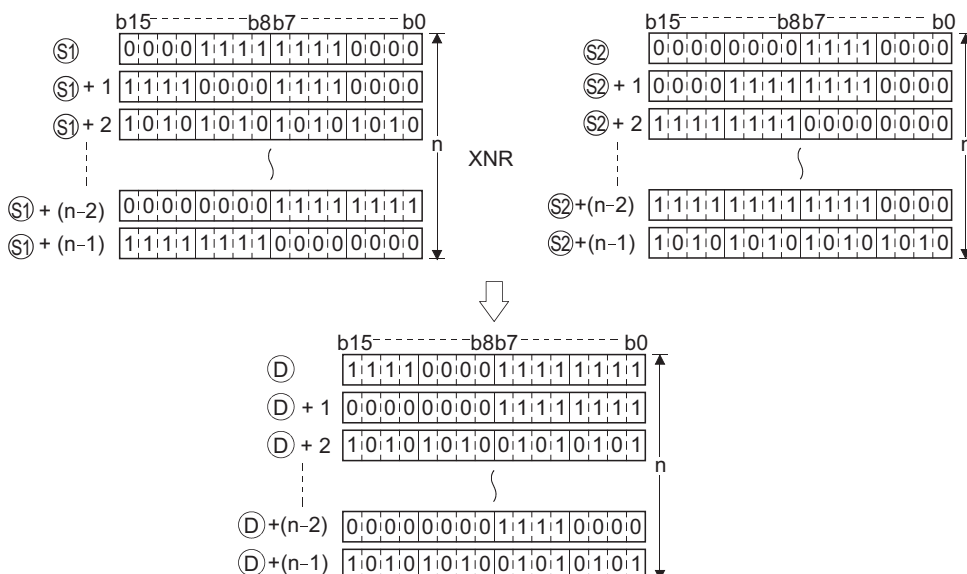 b15 b8 b7 b0
S1 0000111111110000
S1 + 1 1111000011110000
S1 + 2 1010101010101010
n
S1 + (n-2) 0000000011111111
S1 + (n-1) 1111111100000000
XNR
b15 b8b7 b0
S2 0000000011110000
S2 + 1 0000111111110000
S2 + 2 1111111100000000
n
S2 +(n-2) 1111111111110000
S2 +(n-1) 1010101010101010
b15 b8b7 b0
D 1111000011111111
D + 1 0000000011111111
D + 2 1010101001010101
n
D +(n-2) 0000000011110000
D +(n-1) 1010101001010101